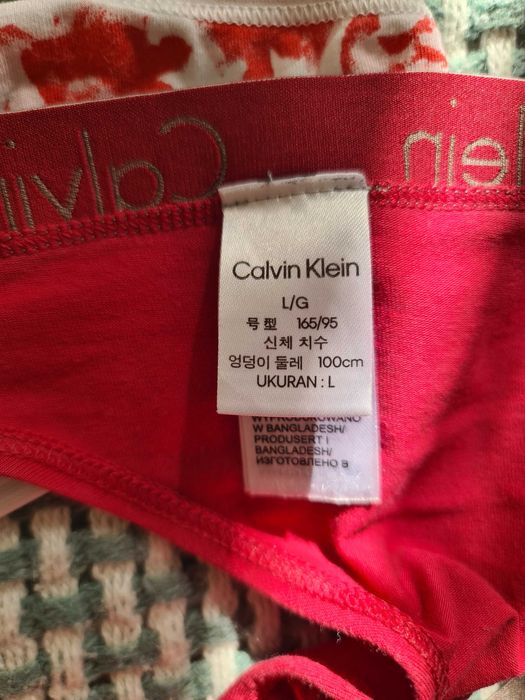 Calvin
Klein
Calvin Klein
L/G
号型 165/95
신체 치수
엉덩이 둘레 100cm
UKURAN : L
WYPRODUKOWANO
W BANGLADESH/
PRODUSERT I
BANGLADESH/
ИЗГОТОВЛЕНО В